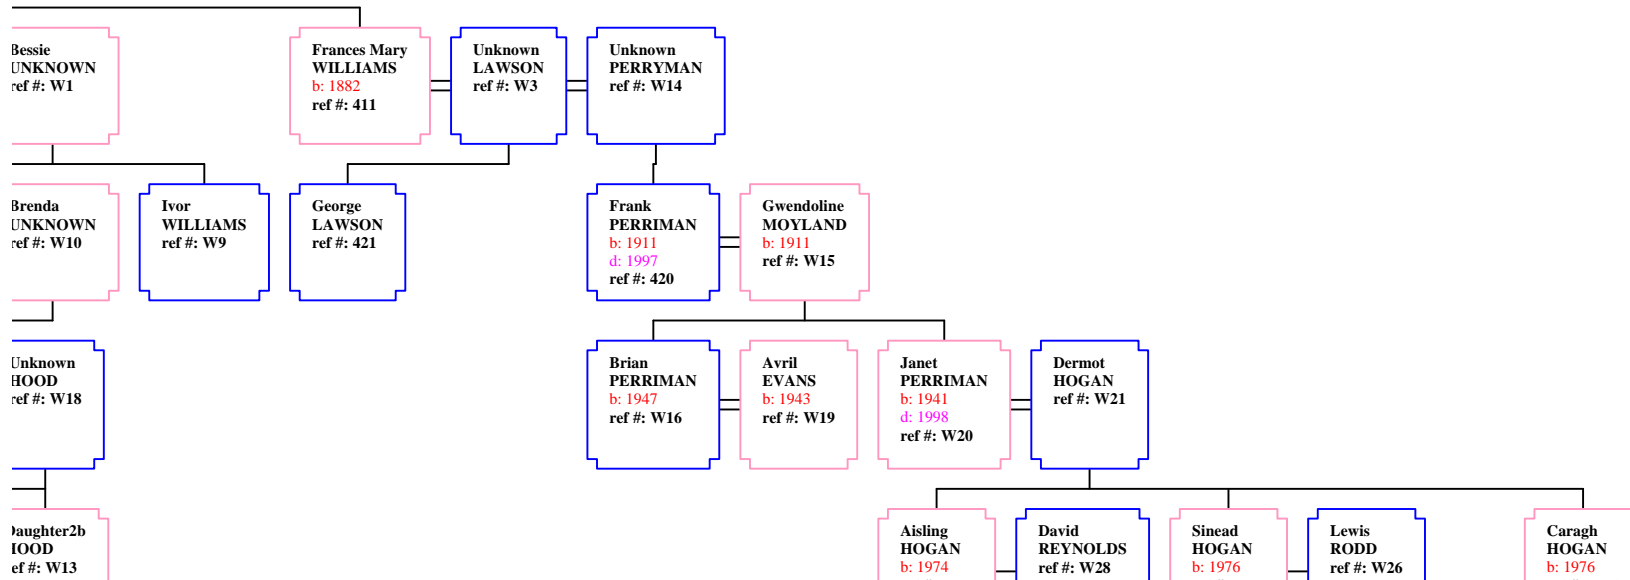 Bessie
UNKNOWN
ref #: W1
Frances Mary
WILLIAMS
b: 1882
ref #: 411
Unknown
LAWSON
ref #: W3
Unknown
PERRYMAN
ref #: W14
Brenda
UNKNOWN
ref #: W10
Ivor
WILLIAMS
ref #: W9
George
LAWSON
ref #: 421
Frank
PERRIMAN
b: 1911
d: 1997
ref #: 420
Gwendoline
MOYLAND
b: 1911
ref #: W15
Unknown
HOOD
ref #: W18
Brian
PERRIMAN
b: 1947
ref #: W16
Avril
EVANS
b: 1943
ref #: W19
Janet
PERRIMAN
b: 1941
d: 1998
ref #: W20
Dermot
HOGAN
ref #: W21
Daughter2b
HOOD
ref #: W13
Aisling
HOGAN
b: 1974
David
REYNOLDS
ref #: W28
Sinead
HOGAN
b: 1976
Lewis
RODD
ref #: W26
Caragh
HOGAN
b: 1976